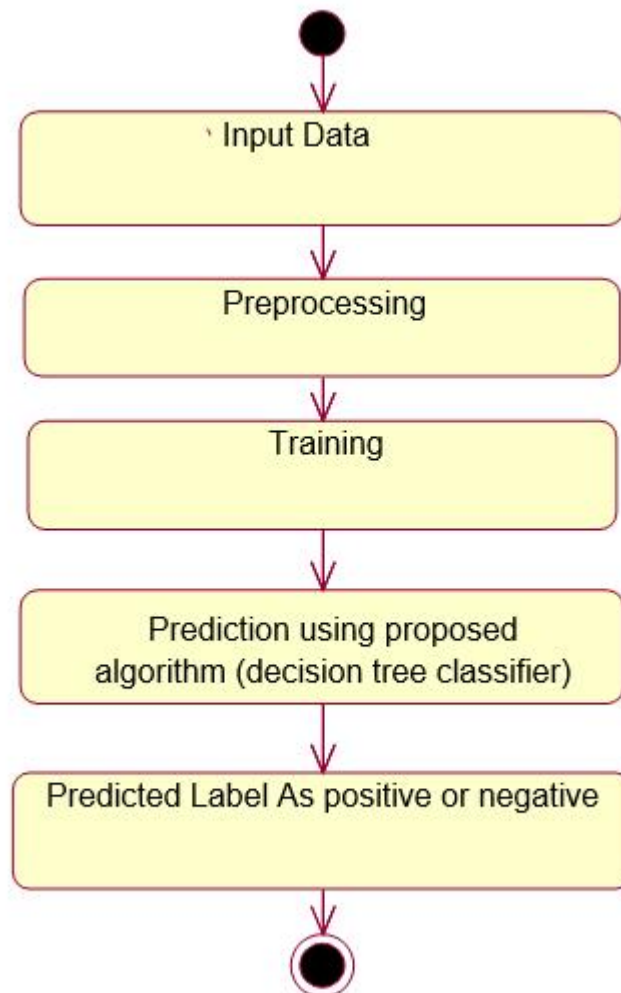 Input Data
Preprocessing
Training
Prediction using proposed
algorithm (decision tree classifier)
Predicted Label As positive or negative